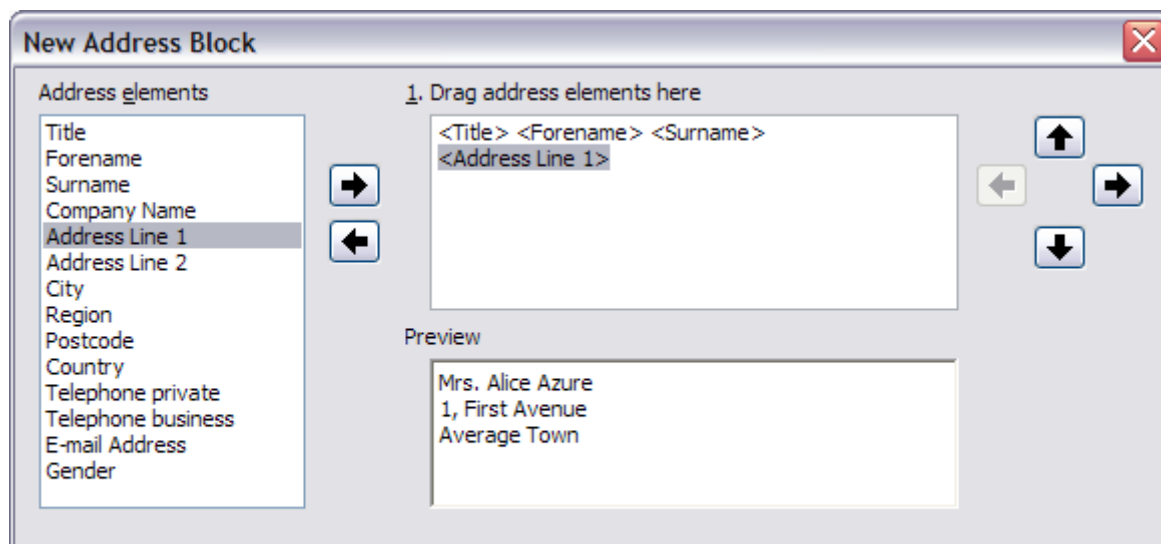 New Address Block
Address elements
Title
Forename
Surname
Company Name
Address Line 1
Address Line 2
City
Region
Postcode
Country
Telephone private
Telephone business
E-mail Address
Gender
1. Drag address elements here
<Title> <Forename> <Surname>
<Address Line 1>
Preview
Mrs. Alice Azure
1, First Avenue
Average Town